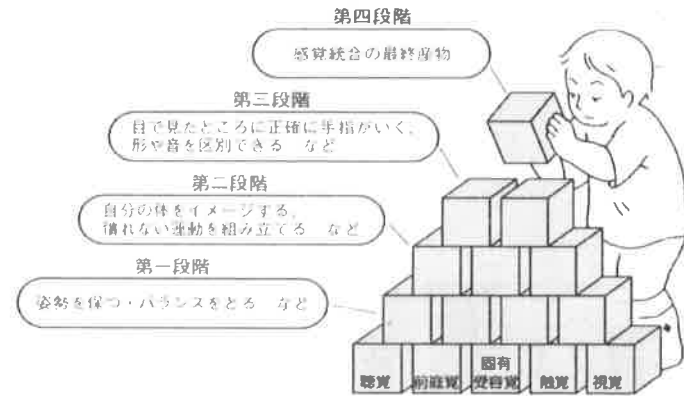 第四段階
感覚統合の最終産物
第三段階
目で見たところに正確に手指がいく、
形や音を区別できる など
第二段階
自分の体をイメージする、
慣れない運動を組み立てる など
第一段階
姿勢を保つ・バランスをとる など
聴覚
前庭覚
固有
受容覚
触覚
視覚